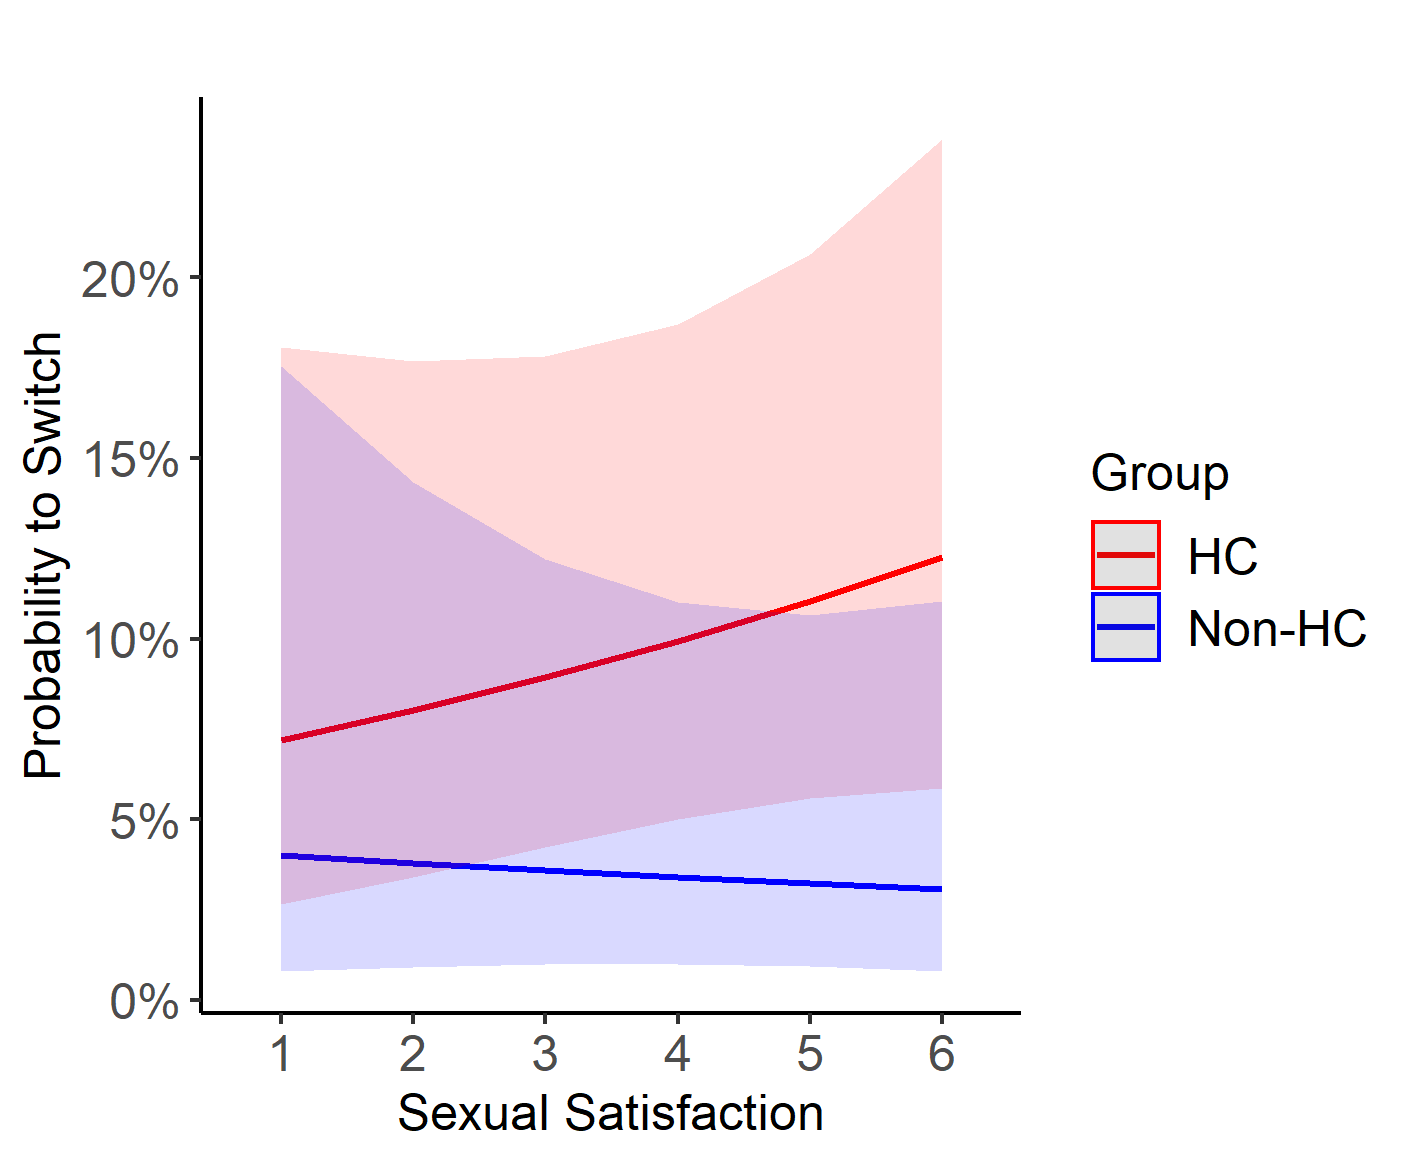 Probability to Switch
20%
15%
10%
5%
0%
1 2 3 4 5 6
Sexual Satisfaction
Group
HC
Non-HC